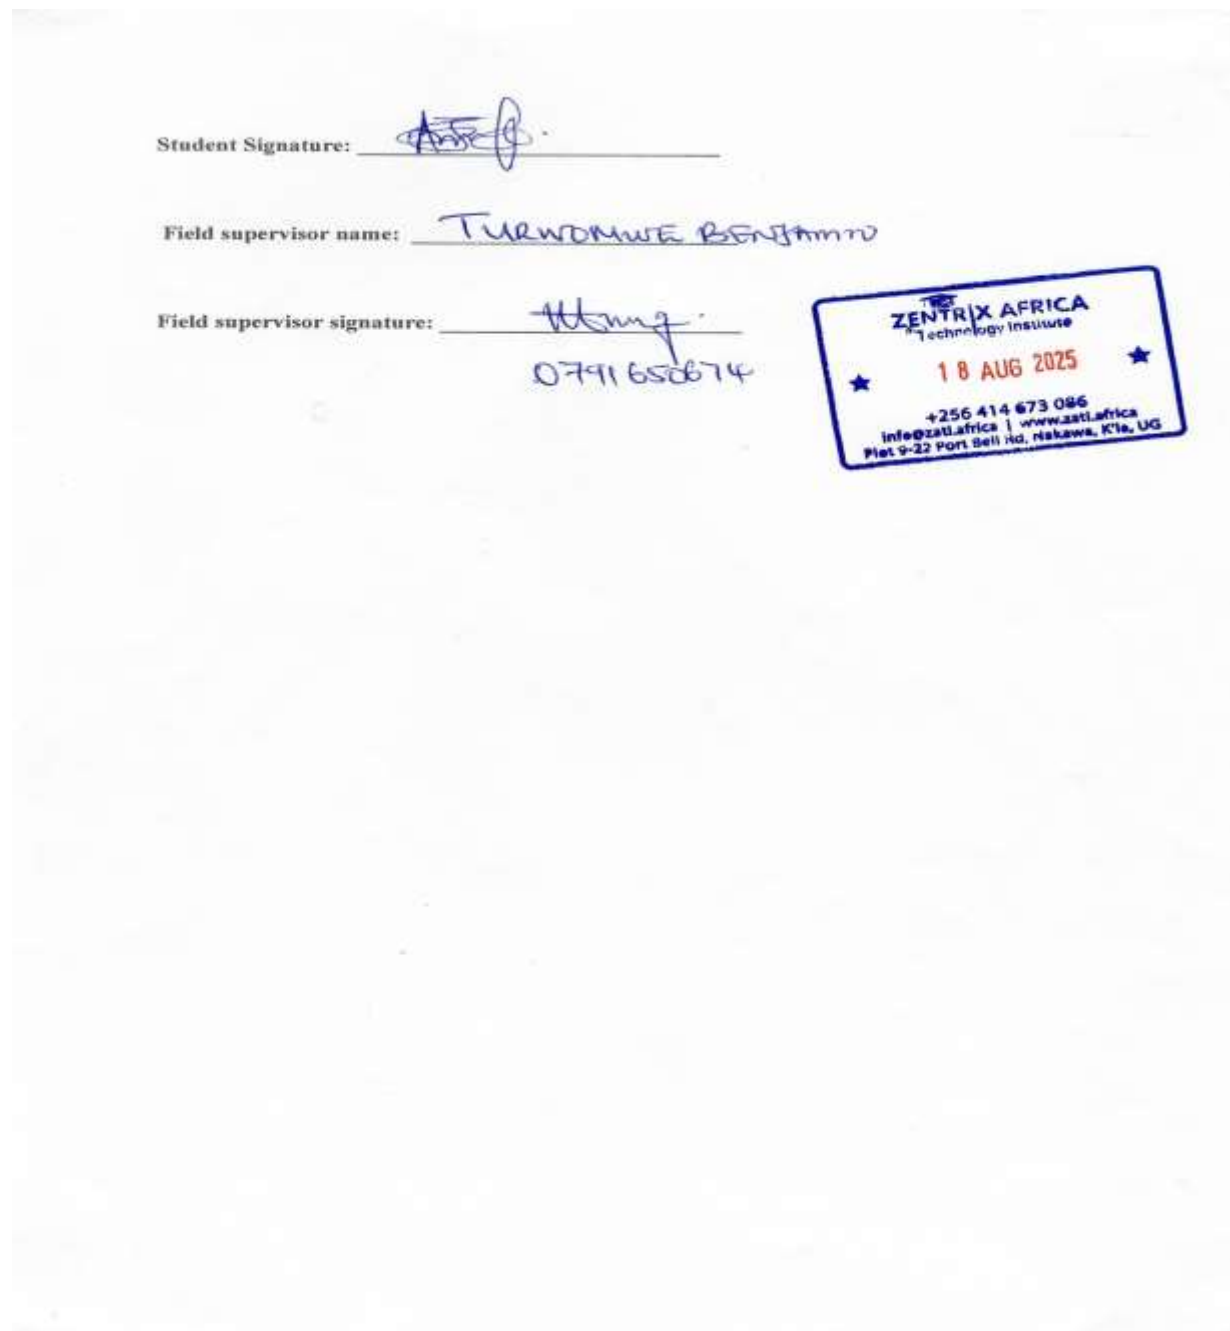 Student Signature:
Field supervisor name: TURWOMWE BENJAMIN
Field supervisor signature:
0791650674
ZENTRIX AFRICA
Technology Institute
18 AUG 2025
+256 414 673 086
info@zati.africa | www.zati.africa
Plot 9-22 Port Bell Rd, Nakawa, K'la, UG